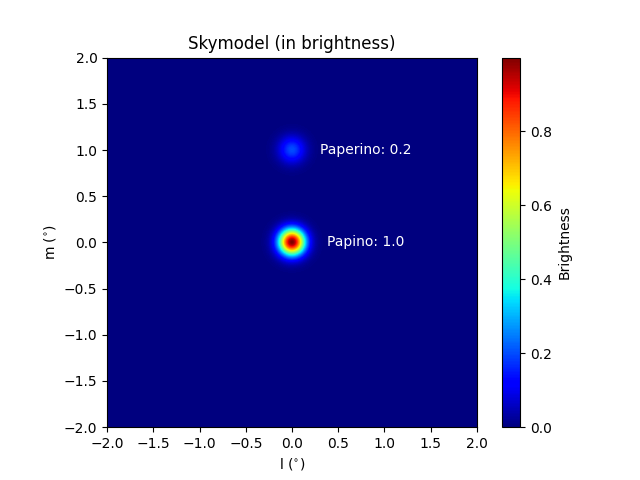 Skymodel (in brightness)
2.0
1.5
1.0
0.5
0.0
−0.5
−1.0
−1.5
−2.0
m (°)
Paperino: 0.2
Papino: 1.0
−2.0 −1.5 −1.0 −0.5 0.0 0.5 1.0 1.5 2.0
l (°)
0.8
0.6
0.4
0.2
0.0
Brightness